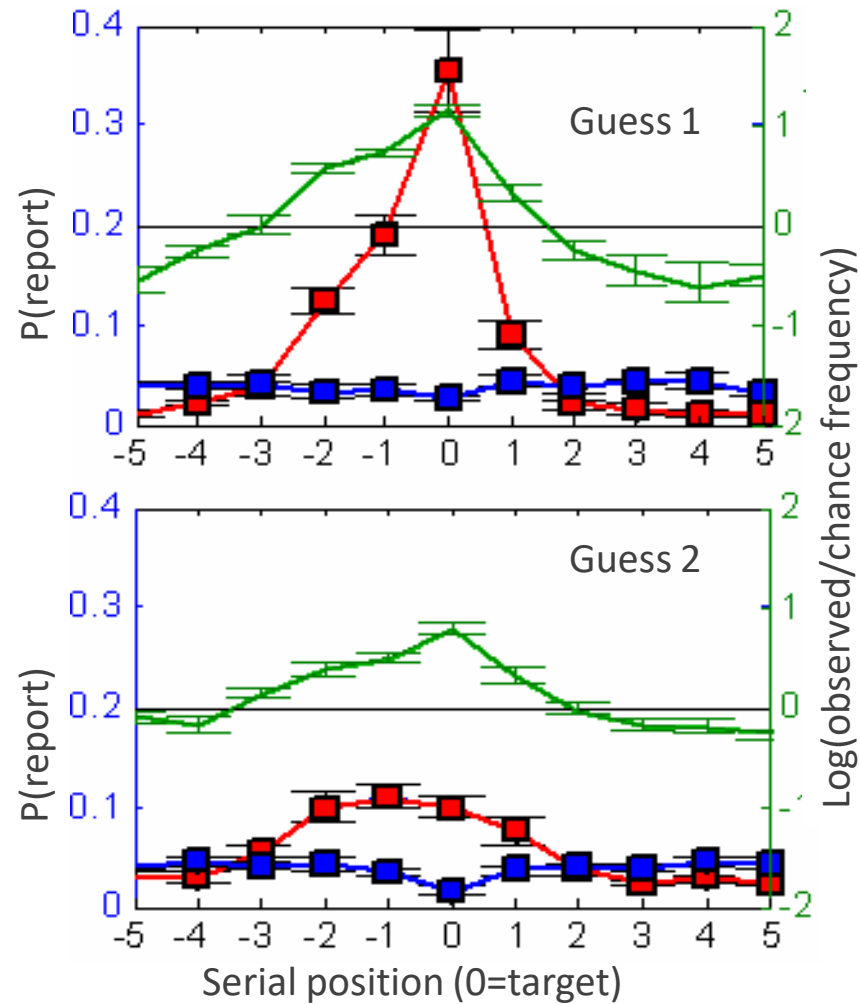 0.4
0.3
0.2
0.1
0
P(report)
Guess 1
2
1
0
-1
-2
-5 -4 -3 -2 -1 0 1 2 3 4 5
0.4
0.3
0.2
0.1
0
P(report)
Guess 2
2
1
0
-1
-2
Log(observed/chance frequency)
-5 -4 -3 -2 -1 0 1 2 3 4 5
Serial position (0=target)